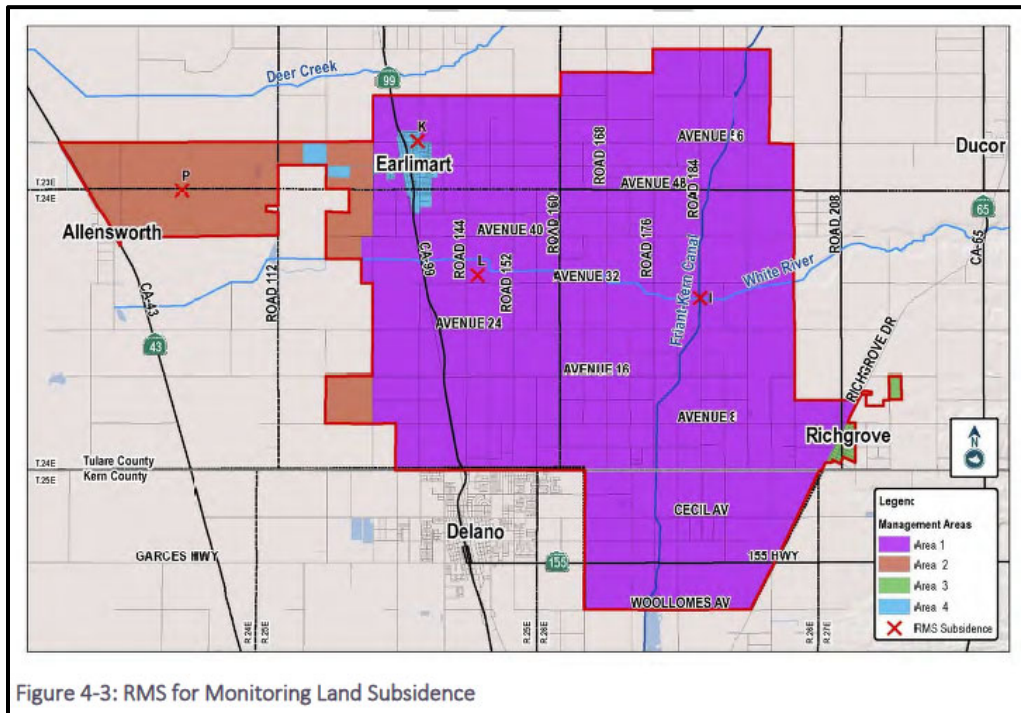 Deer Creek
99
K
Earlimart
P
T.23E
T.24E
Allensworth
CA-43
43
ROAD 112
CA-99
ROAD 144
L
ROAD 152
ROAD 160
ROAD 168
ROAD 176
ROAD 184
ROAD 208
AVENUE 56
AVENUE 48
AVENUE 40
AVENUE 32
AVENUE 24
AVENUE 16
AVENUE 8
Friant-Kern Canal
I
White River
Ducor
65
CA-65
RICHGROVE DR
Richgrove
N
T.24E
T.25E
Tulare County
Kern County
Delano
GARCES HWY
155
155 HWY
CECIL AV
WOOLLOMES AV
R.24E
R.25E
R.25E
R.26E
R.26E
R.27E
Legend
Management Areas
Area 1
Area 2
Area 3
Area 4
RMS Subsidence
Figure 4-3: RMS for Monitoring Land Subsidence